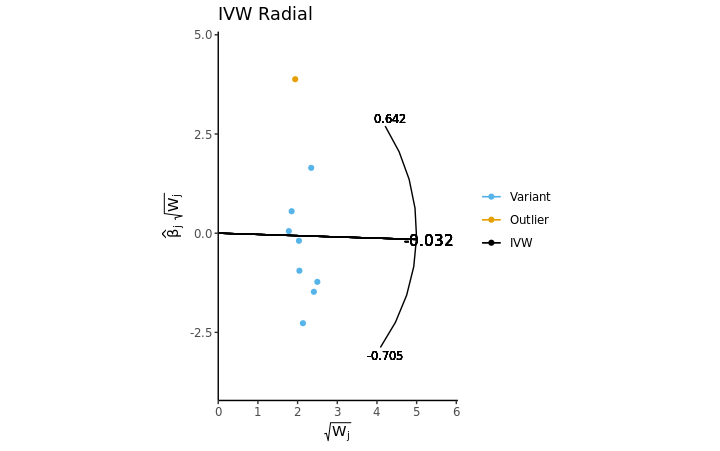 IVW Radial
5.0
2.5
0.0
-2.5
β̂j √Wj
0.642
-0.032
-0.705
Variant
Outlier
IVW
0 1 2 3 4 5 6
√Wj